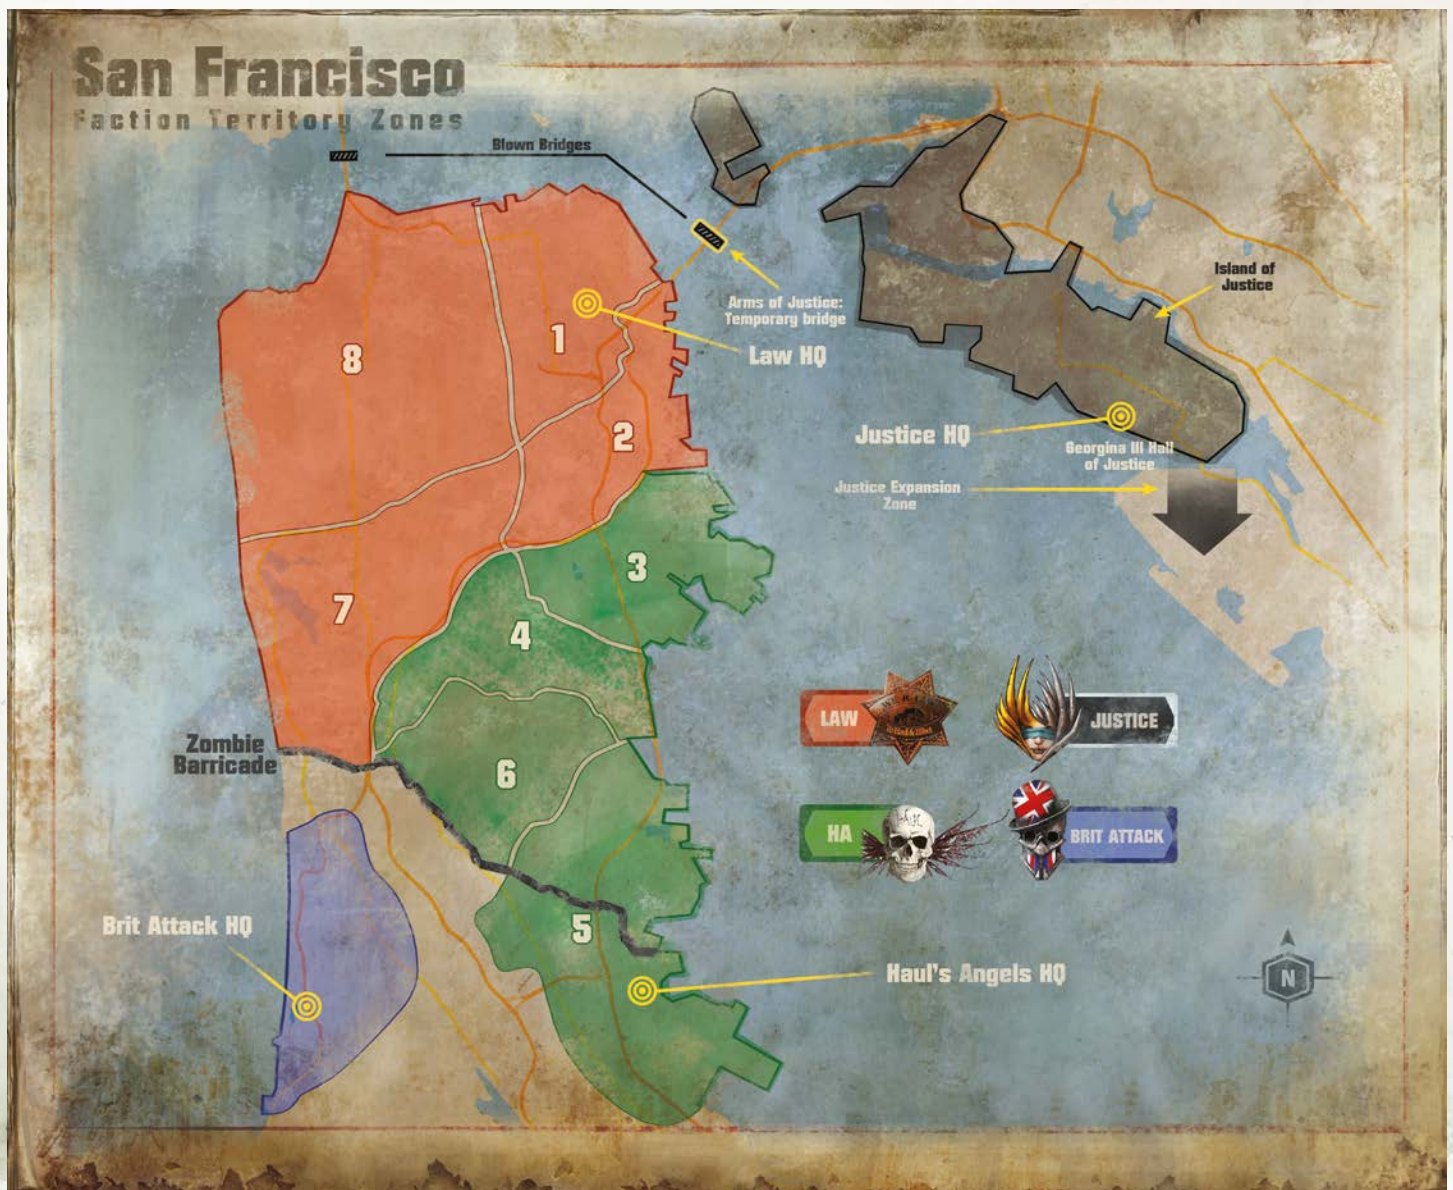 San Francisco
Faction Territory Zones
Blown Bridges
Island of
Justice
Arms of Justice:
Temporary bridge
1
Law HQ
8
2
Justice HQ
Georgina III Hall
of Justice
Justice Expansion
Zone
3
7
4
LAW
JUSTICE
Zombie
Barricade
6
HA
BRIT ATTACK
Brit Attack HQ
5
Haul's Angels HQ
N